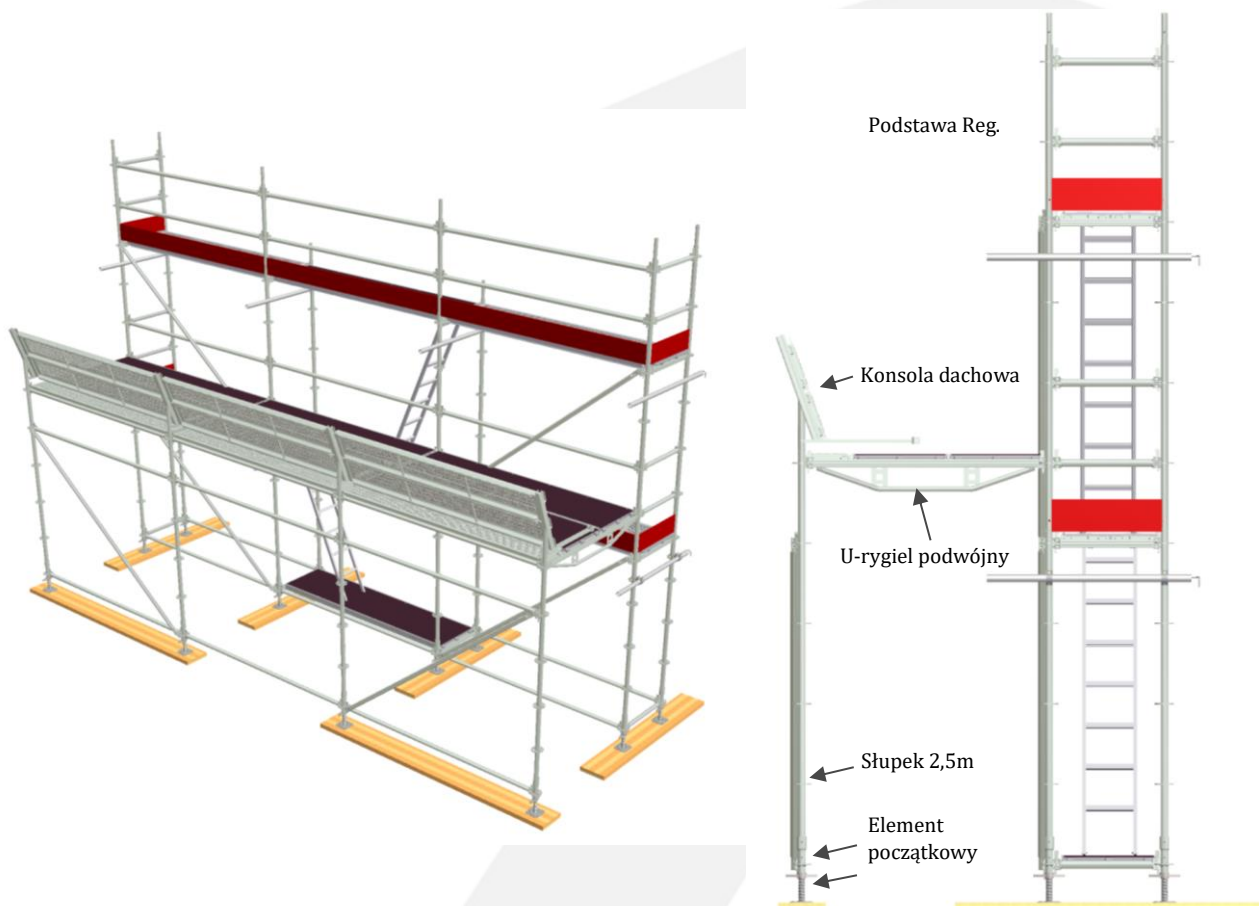 Podstawa Reg.
Konsola dachowa
U-rygiel podwójny
Słupek 2,5m
Element
początkowy